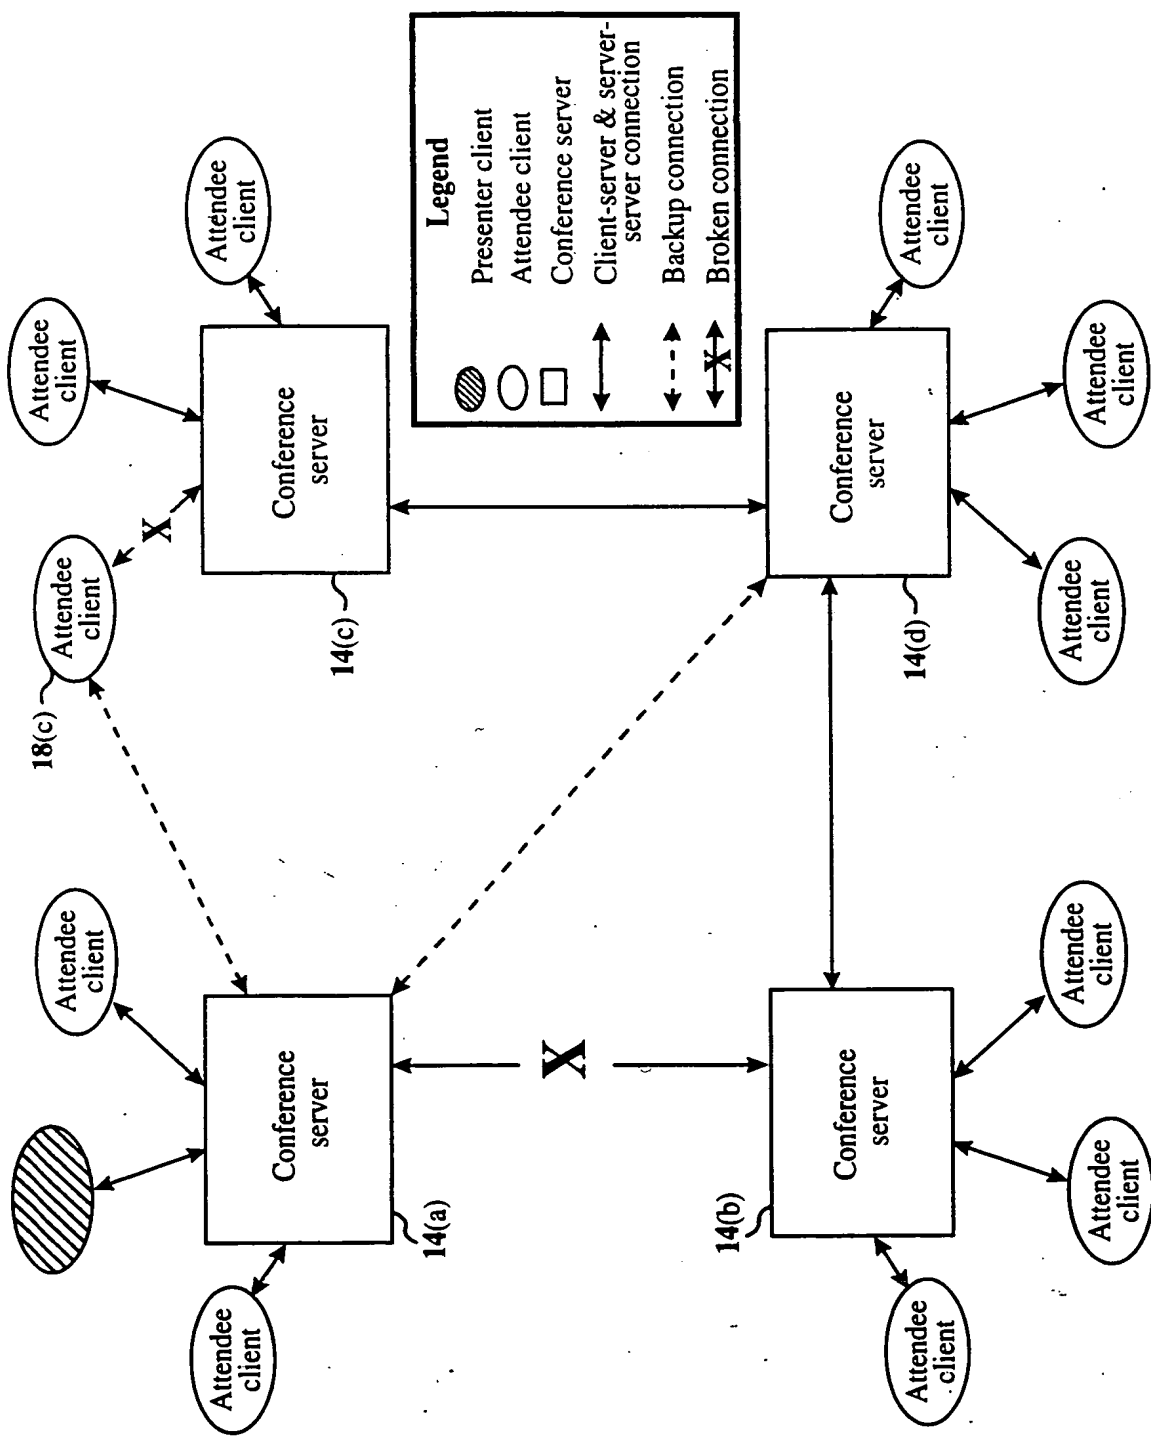 Attendee
client
Attendee
client
Conference
server
14(a)
18(c)
Attendee
client
X
Attendee
client
Attendee
client
Conference
server
14(c)
X
Attendee
client
Conference
server
14(b)
Attendee
client
Attendee
client
Conference
server
14(d)
Attendee
client
Attendee
client
Attendee
client
Legend
Presenter client
Attendee client
Conference server
Client-server & server-
server connection
Backup connection
X
Broken connection